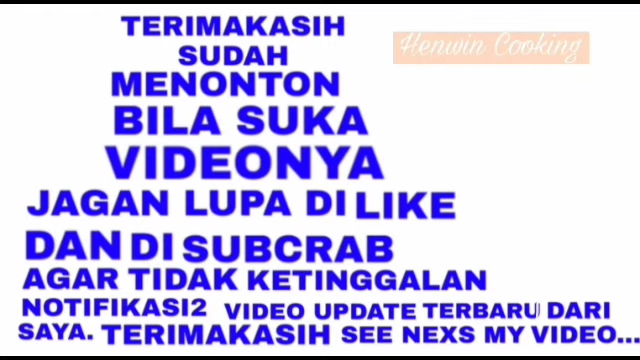 TERIMAKASIH
SUDAH
Henwin Cooking
MENONTON
BILA SUKA
VIDEONYA
JAGAN LUPA DI LIKE
DAN DI SUBCRAB
AGAR TIDAK KETINGGALAN
NOTIFIKASI2 VIDEO UPDATE TERBARU DARI
SAYA. TERIMAKASIH SEE NEXS MY VIDEO...